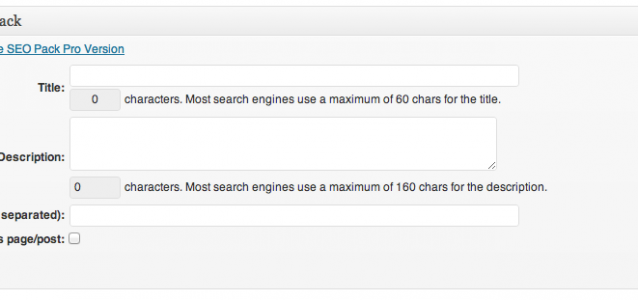 ack
e SEO Pack Pro Version
Title:
0 characters. Most search engines use a maximum of 60 chars for the title.
Description:
0 characters. Most search engines use a maximum of 160 chars for the description.
separated):
s page/post: